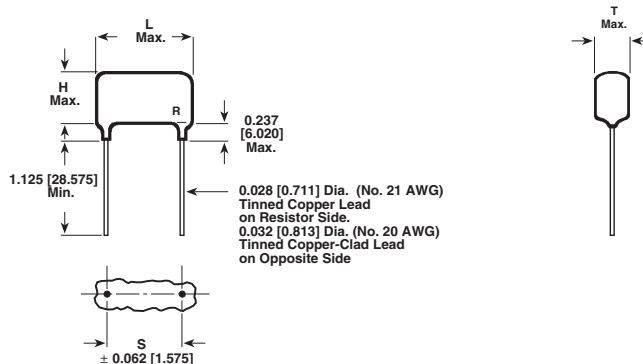 L
Max.
T
Max.
H
Max.
R
0.237
[6.020]
Max.
1.125 [28.575]
Min.
0.028 [0.711] Dia. (No. 21 AWG)
Tinned Copper Lead
on Resistor Side.
0.032 [0.813] Dia. (No. 20 AWG)
Tinned Copper-Clad Lead
on Opposite Side
S
± 0.062 [1.575]